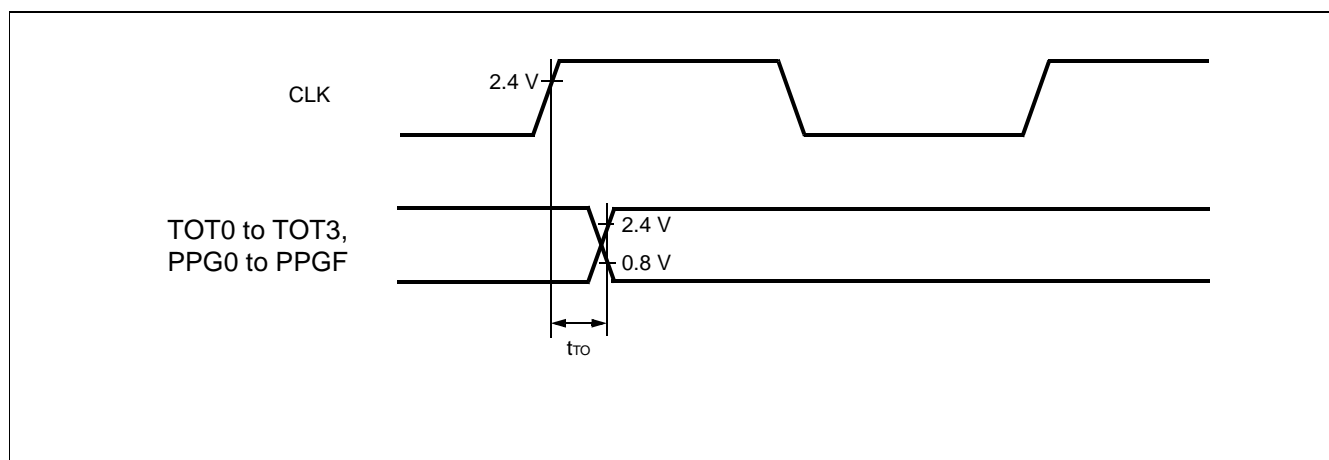 2.4 V
CLK
TOT0 to TOT3,
PPG0 to PPGF
2.4 V
0.8 V
tTO